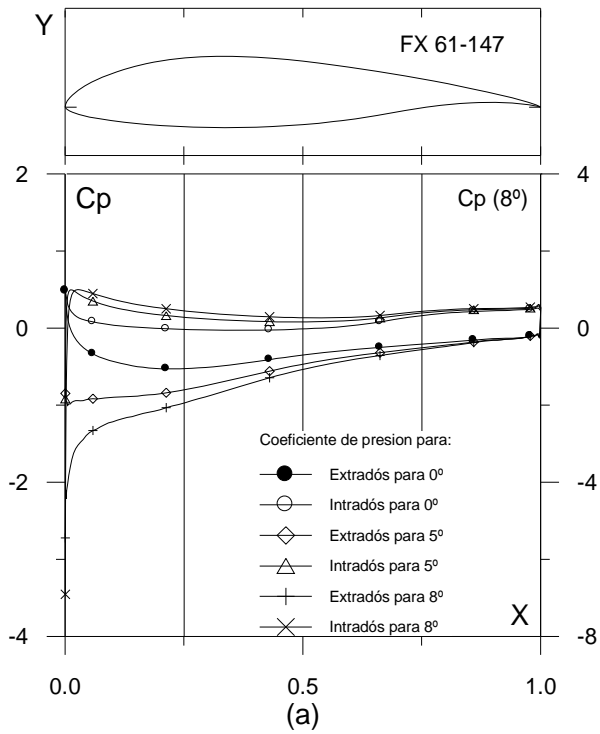 Y
FX 61-147
2
4
Cp
Cp (8º)
0
0
Coeficiente de presion para:
Extradós para 0º
-2
-4
Intradós para 0º
Extradós para 5º
Intradós para 5º
Extradós para 8º
Intradós para 8º
X
-4
-8
0.0
0.5
1.0
(a)